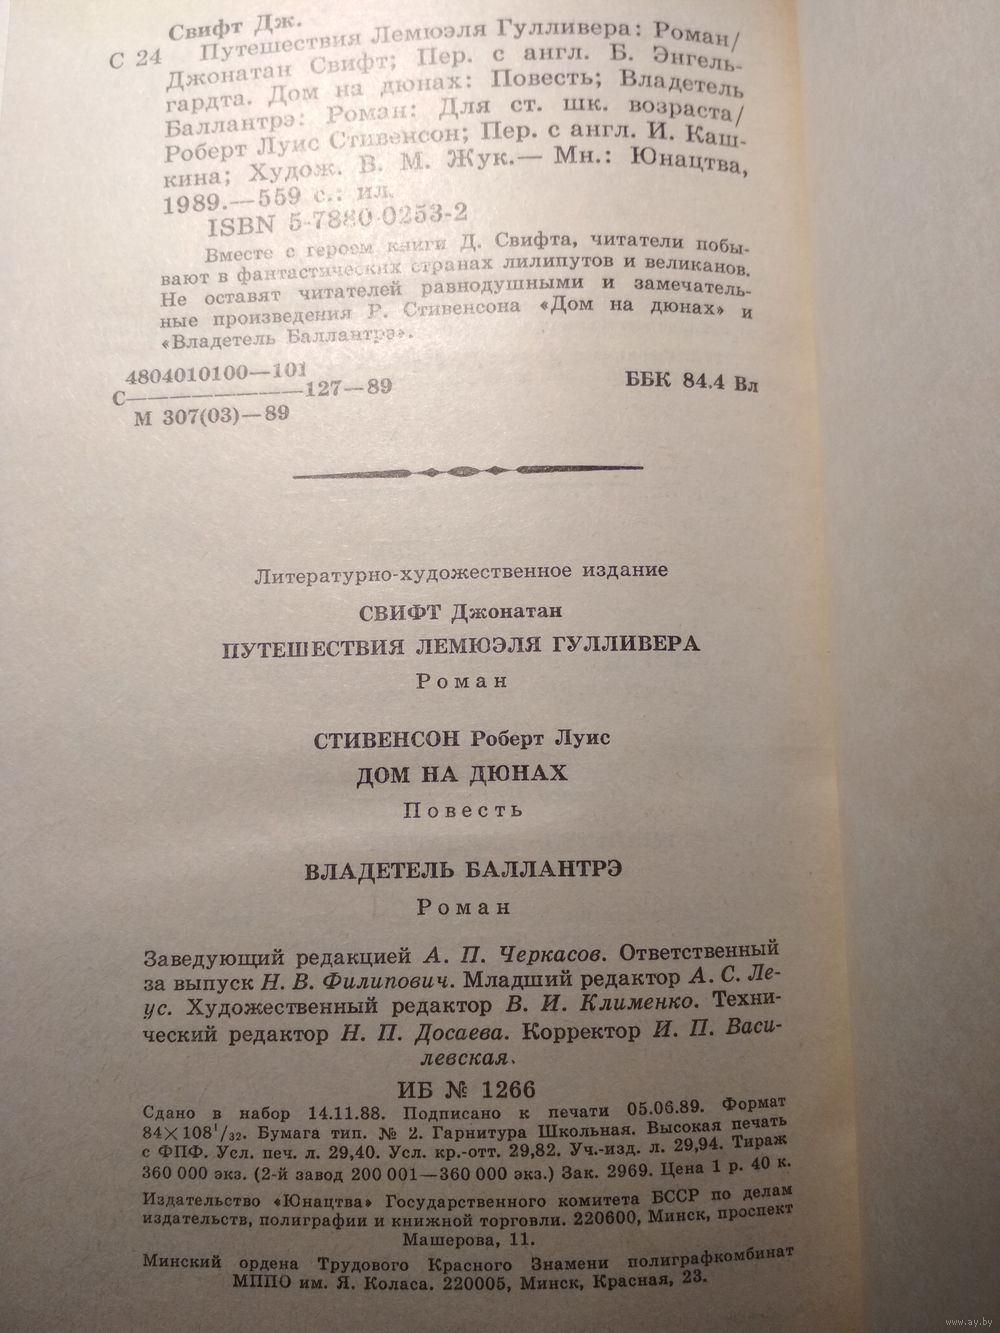 Свифт Дж.
С 24 Путешествия Лемюэля Гулливера: Роман/
Джонатан Свифт; Пер. с англ. Б. Энгель-
гардта. Дом на дюнах: Повесть; Владетель
Баллантрэ: Роман: Для ст. шк. возраста/
Роберт Луис Стивенсон; Пер. с англ. И. Каш-
кина; Худож. В. М. Жук.— Мн.: Юнацтва,
1989.—559 с.: ил.
ISBN 5-7880-0253-2
Вместе с героем книги Д. Свифта, читатели побы-
вают в фантастических странах лилипутов и великанов.
Не оставят читателей равнодушными и замечатель-
ные произведения Р. Стивенсона «Дом на дюнах» и
«Владетель Баллантрэ».
4804010100—101
С——————————127—89
М 307(03)—89
ББК 84.4 Вл
Литературно-художественное издание
СВИФТ Джонатан
ПУТЕШЕСТВИЯ ЛЕМЮЭЛЯ ГУЛЛИВЕРА
Роман
СТИВЕНСОН Роберт Луис
ДОМ НА ДЮНАХ
Повесть
ВЛАДЕТЕЛЬ БАЛЛАНТРЭ
Роман
Заведующий редакцией А. П. Черкасов. Ответственный
за выпуск Н. В. Филипович. Младший редактор А. С. Ле-
ус. Художественный редактор В. И. Клименко. Техни-
ческий редактор Н. П. Досаева. Корректор И. П. Васи-
левская.
ИБ № 1266
Сдано в набор 14.11.88. Подписано к печати 05.06.89. Формат
84×108¹/₃₂. Бумага тип. № 2. Гарнитура Школьная. Высокая печать
с ФПФ. Усл. печ. л. 29,40. Усл. кр.-отт. 29,82. Уч.-изд. л. 29,94. Тираж
360 000 экз. (2-й завод 200 001—360 000 экз.) Зак. 2969. Цена 1 р. 40 к.
Издательство «Юнацтва» Государственного комитета БССР по делам
издательств, полиграфии и книжной торговли. 220600, Минск, проспект
Машерова, 11.
Минский ордена Трудового Красного Знамени полиграфкомбинат
МППО им. Я. Коласа. 220005, Минск, Красная, 23.
www.ay.by